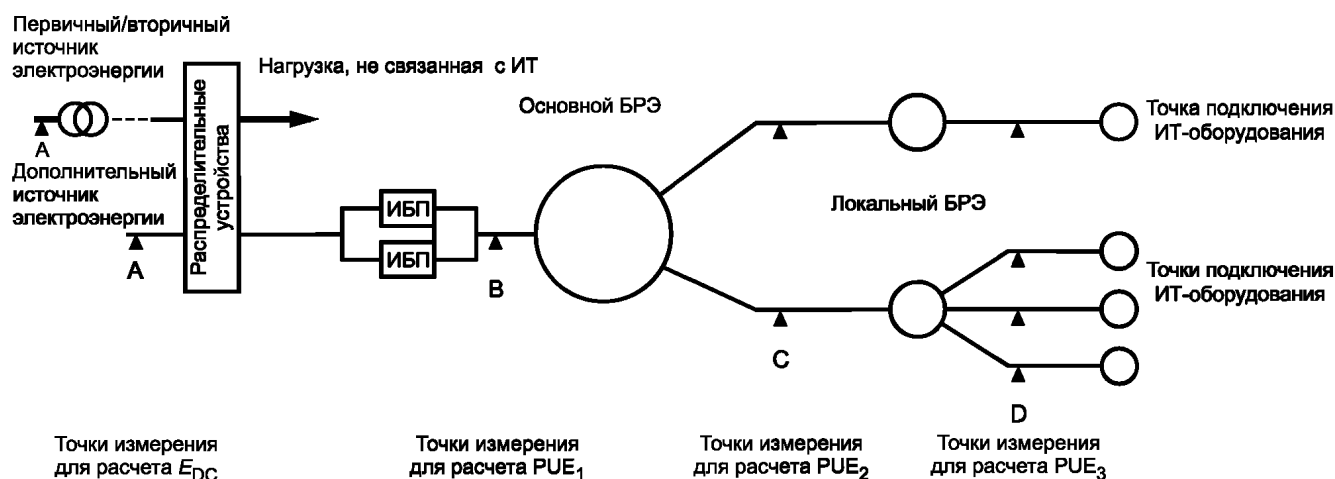 Первичный/вторичный
источник
электроэнергии
Нагрузка, не связанная с ИТ
A
Дополнительный
источник
электроэнергии
A
Распределительные
устройства
ИБП
ИБП
B
Основной БРЭ
Локальный БРЭ
C
D
Точка подключения
ИТ-оборудования
Точки подключения
ИТ-оборудования
Точки измерения
для расчета E_DC
Точки измерения
для расчета PUE₁
Точки измерения
для расчета PUE₂
Точки измерения
для расчета PUE₃